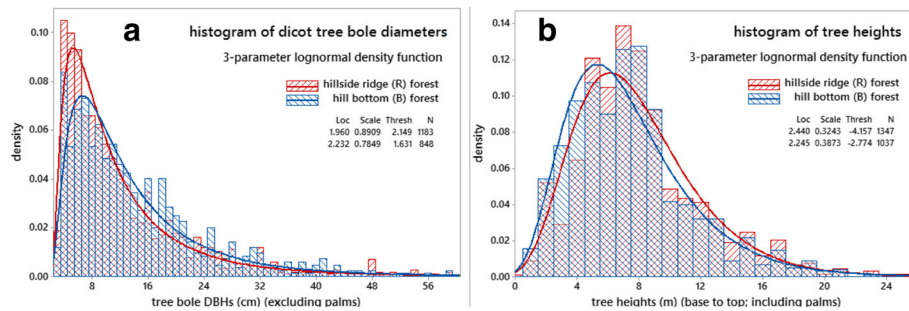 a
histogram of dicot tree bole diameters
3-parameter lognormal density function
hillside ridge (R) forest
hill bottom (B) forest
Loc Scale Thresh N
1.960 0.8909 2.149 1183
2.232 0.7849 1.631 848
density
0.10
0.08
0.06
0.04
0.02
0.00
8 16 24 32 40 48 56
tree bole DBHs (cm) (excluding palms)
b
histogram of tree heights
3-parameter lognormal density function
hillside ridge (R) forest
hill bottom (B) forest
Loc Scale Thresh N
2.440 0.3243 -4.157 1347
2.245 0.3873 -2.774 1037
density
0.14
0.12
0.10
0.08
0.06
0.04
0.02
0.00
0 4 8 12 16 20 24
tree heights (m) (base to top; including palms)